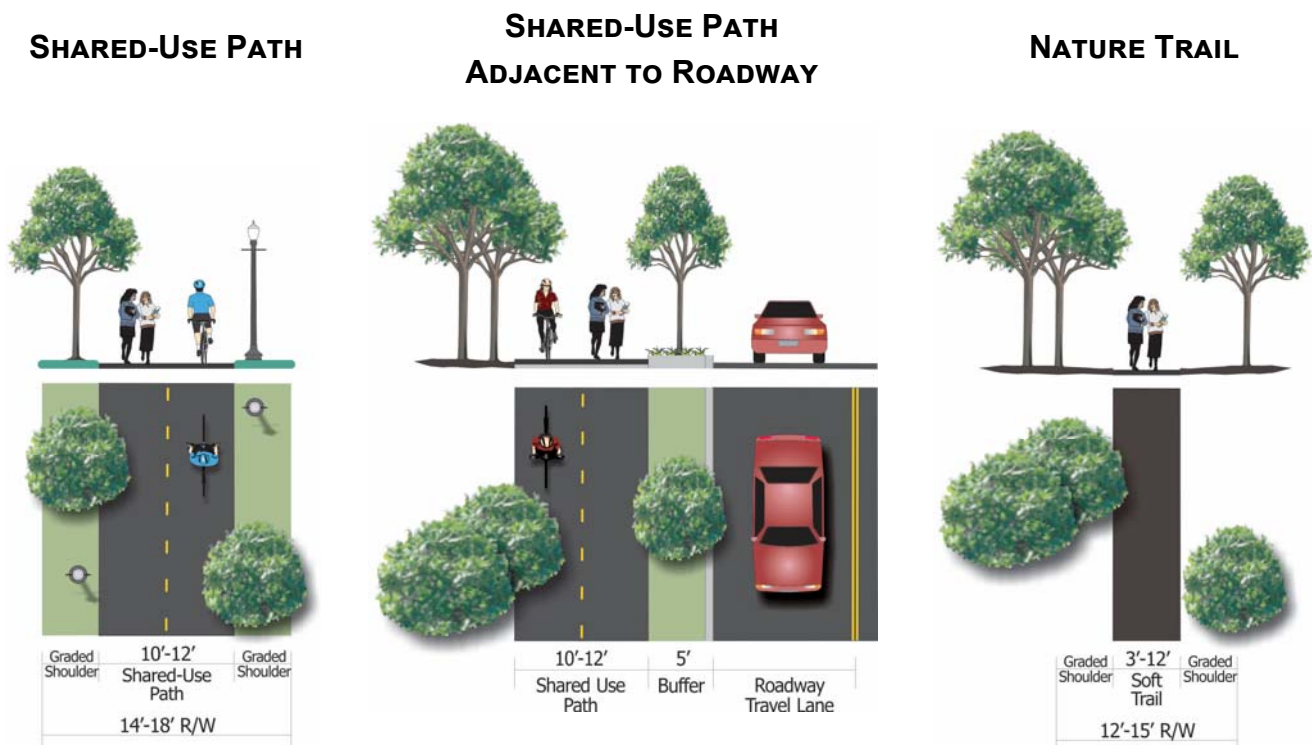 SHARED-USE PATH
10'-12'
Graded
Shoulder
Shared-Use
Path
Graded
Shoulder
14'-18' R/W
SHARED-USE PATH
ADJACENT TO ROADWAY
10'-12'
5'
Shared Use
Path
Buffer
Roadway
Travel Lane
NATURE TRAIL
Graded
Shoulder
3'-12'
Soft
Trail
Graded
Shoulder
12'-15' R/W